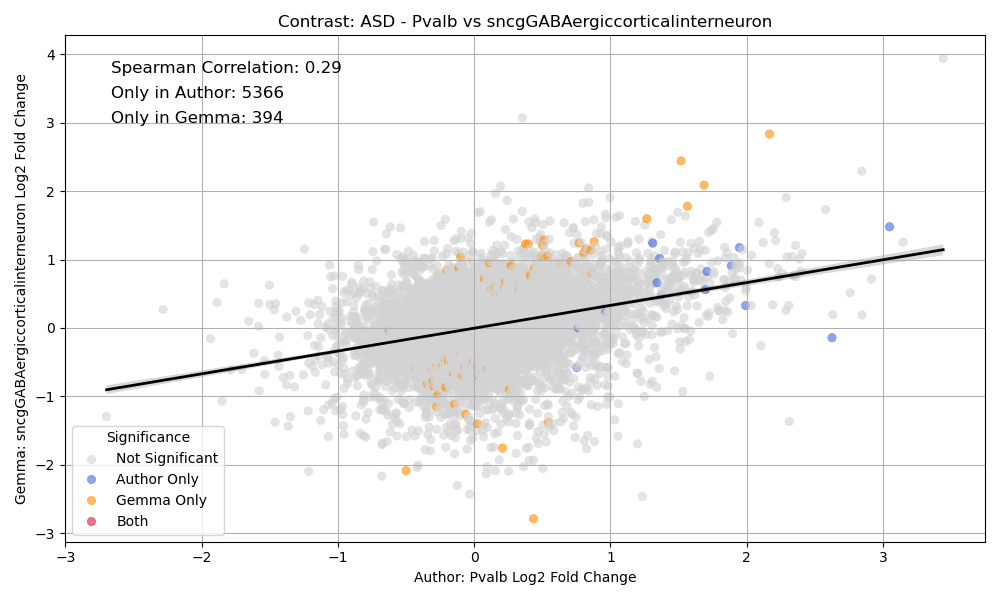 Contrast: ASD - Pvalb vs sncgGABAergiccorticalinterneuron
Spearman Correlation: 0.29
Only in Author: 5366
Only in Gemma: 394
Gemma: sncgGABAergiccorticalinterneuron Log2 Fold Change
4
3
2
1
0
−1
−2
−3
Significance
Not Significant
Author Only
Gemma Only
Both
−3
−2
−1
0
1
2
3
Author: Pvalb Log2 Fold Change